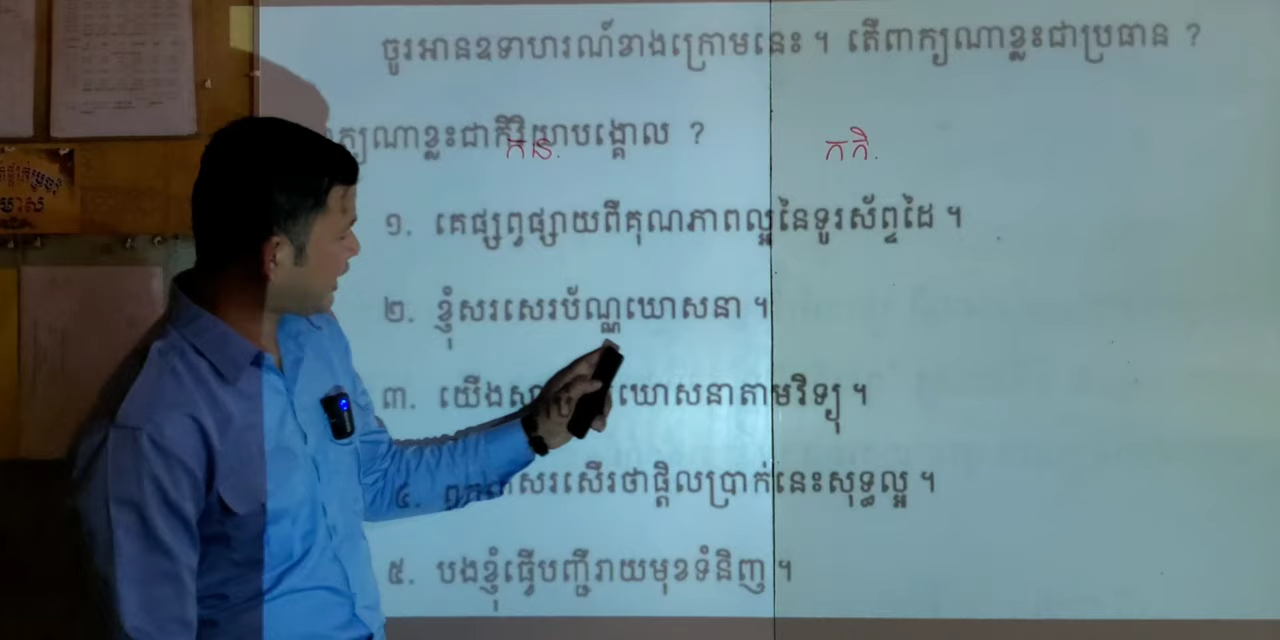 ចូរអានឧទាហរណ៍ខាងក្រោមនេះ ។ តើពាក្យណាខ្លះជាប្រធាន ?
ណាខ្លះជាកិរិយាបង្គោល ?
កន. កកិ.
១. គេផ្សព្វផ្សាយពីគុណភាពល្អនៃទូរស័ព្ទដៃ ។
២. ខ្ញុំសរសេរប័ណ្ណឃោសនា ។
៣. យើង ឃោសនាតាមវិទ្យុ ។
៤. សរសើរថាផ្តិលប្រាក់នេះសុទ្ធល្អ ។
៥. បងខ្ញុំធ្វើបញ្ជីរាយមុខទំនិញ ។